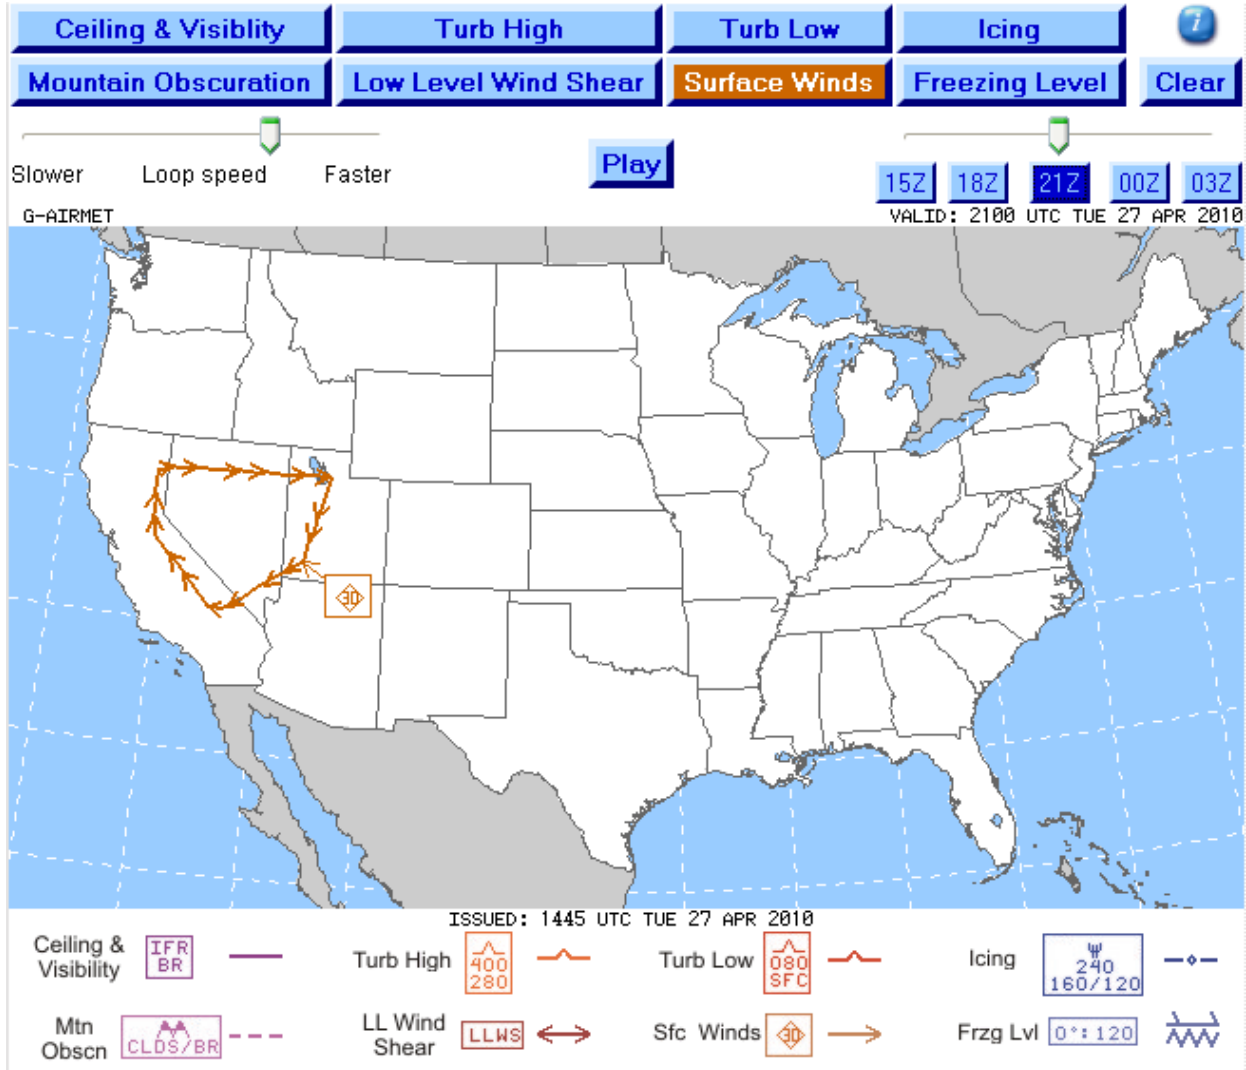 Ceiling & Visiblity Turb High Turb Low Icing i
Mountain Obscuration Low Level Wind Shear Surface Winds Freezing Level Clear
Slower Loop speed Faster
Play
15Z 18Z 21Z 00Z 03Z
G-AIRMET
VALID: 2100 UTC TUE 27 APR 2010
30
ISSUED: 1445 UTC TUE 27 APR 2010
Ceiling &
Visibility
IFR
BR
Turb High
400
280
Turb Low
080
SFC
Icing
240
160/120
Mtn
Obscn
CLDS/BR
LL Wind
Shear
LLWS
Sfc Winds
30
Frzg Lvl
0°:120